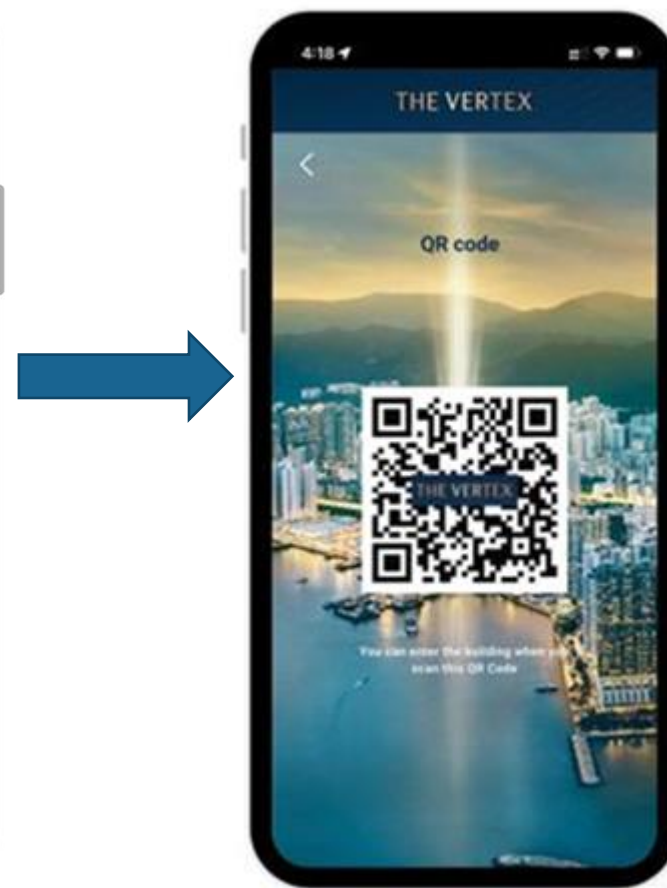 4:18
THE VERTEX
QR code
THE VERTEX
You can enter the building when you
scan this QR Code